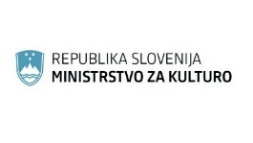 REPUBLIKA SLOVENIJA
MINISTRSTVO ZA KULTURO